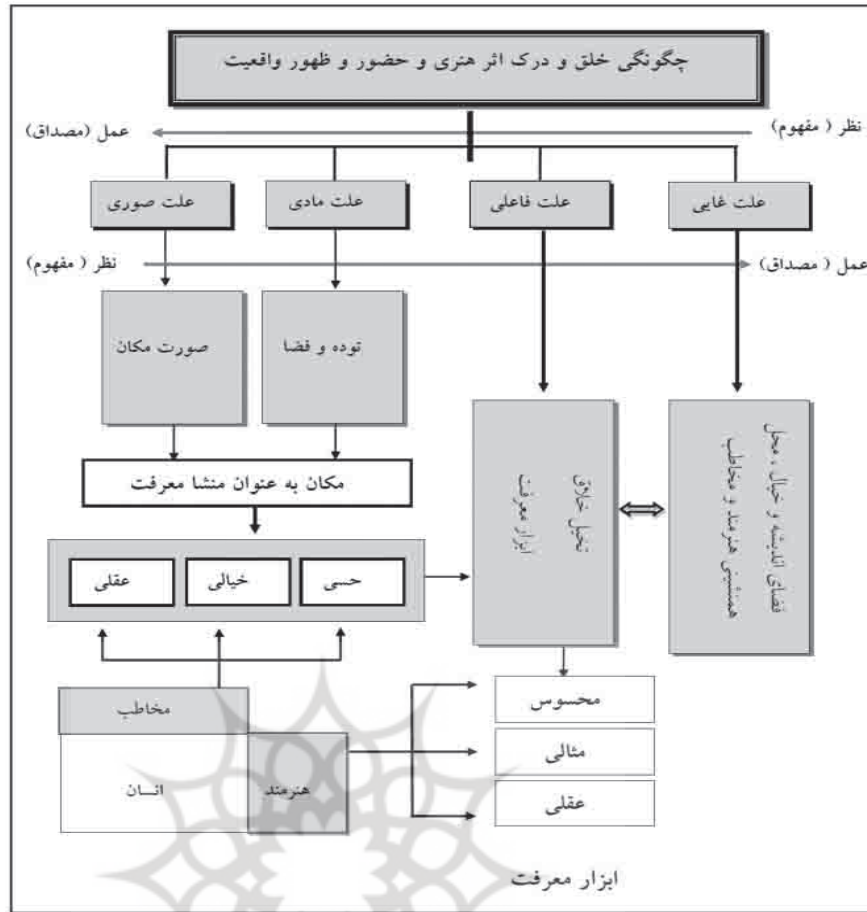 چگونگی خلق و درک اثر هنری و حضور و ظهور واقعیت
نظر ( مفهوم)
عمل (مصداق)
علت غایی
علت فاعلی
علت مادی
علت صوری
نظر ( مفهوم)
عمل ( مصداق)
توده و فضا
صورت مکان
فضای اندیشه و خیال ، محل
همنشینی هنرمند و مخاطب
تخیل خلاق
ابزار معرفت
مکان به عنوان منشا معرفت
حسی
خیالی
عقلی
محسوس
مثالی
عقلی
مخاطب
هنرمند
انسان
ابزار معرفت